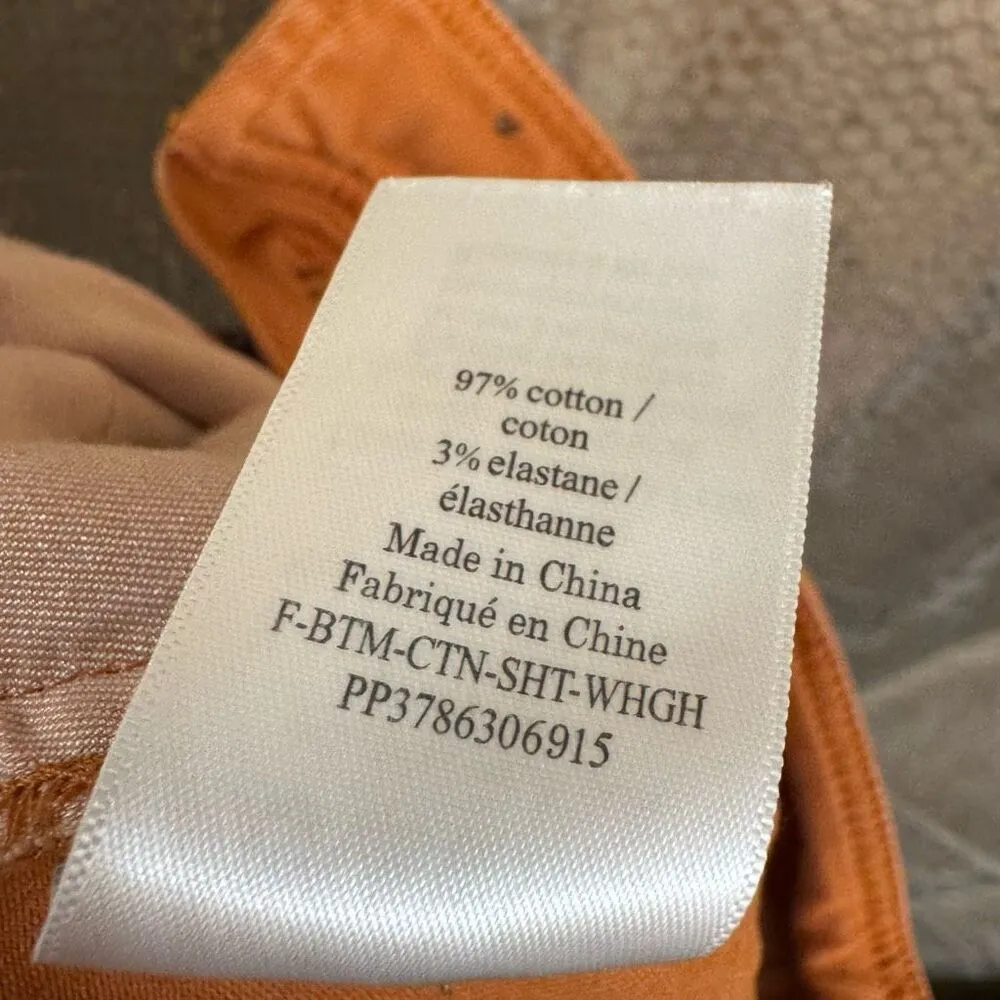 97% cotton /
coton
3% elastane /
élasthanne
Made in China
Fabriqué en Chine
F-BTM-CTN-SHT-WHGH
PP3786306915